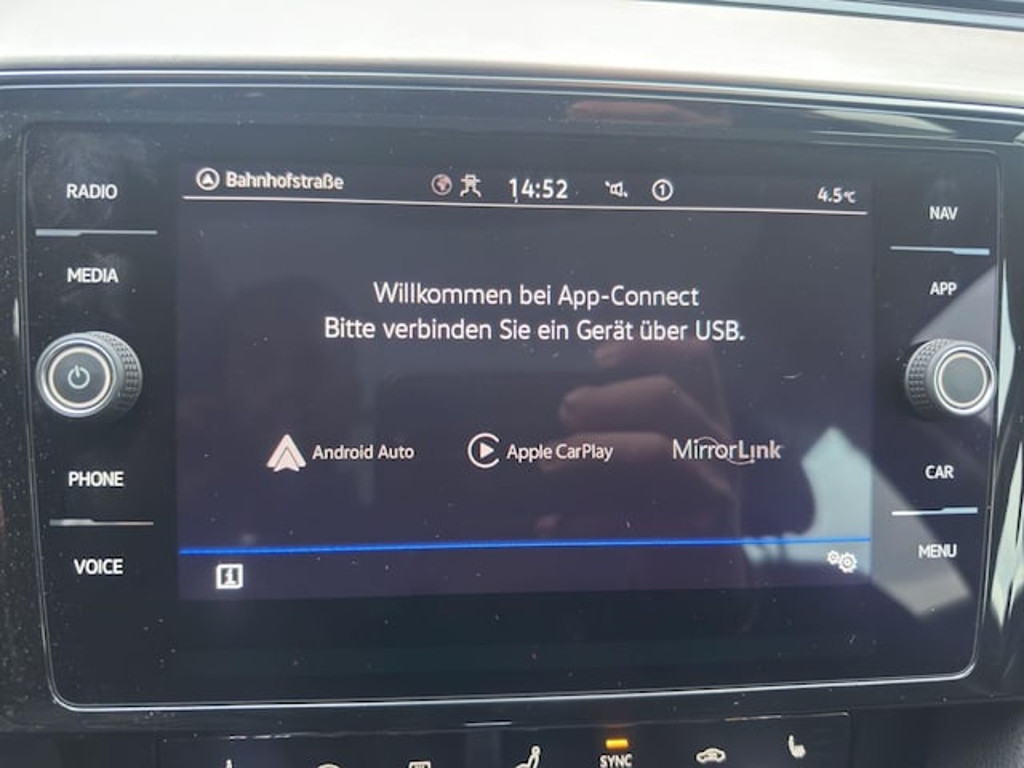 RADIO
MEDIA
PHONE
VOICE
Bahnhofstraße
14:52
1
4.5°C
Willkommen bei App-Connect
Bitte verbinden Sie ein Gerät über USB.
Android Auto
Apple CarPlay
MirrorLink
NAV
APP
CAR
MENU
SYNC